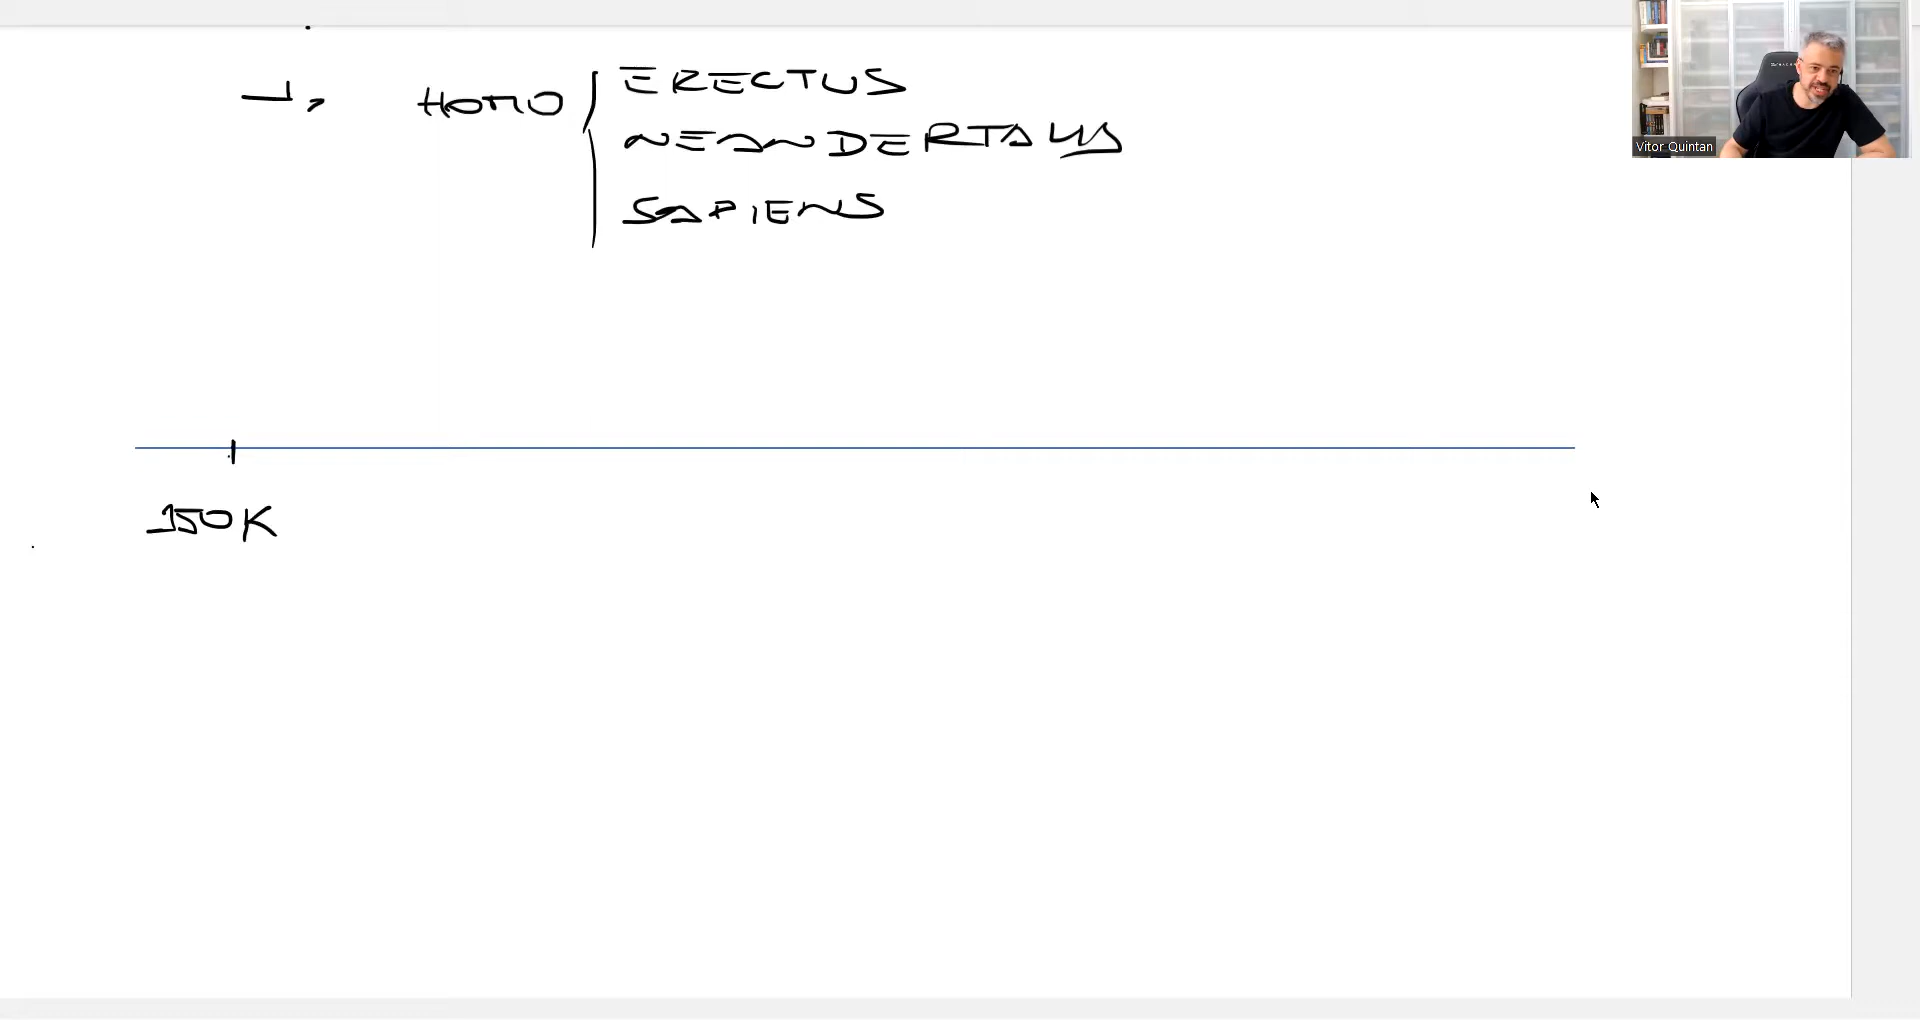 HOMO ERECTUS
NEANDERTALIS
SAPIENS
150K
Vitor Quintan